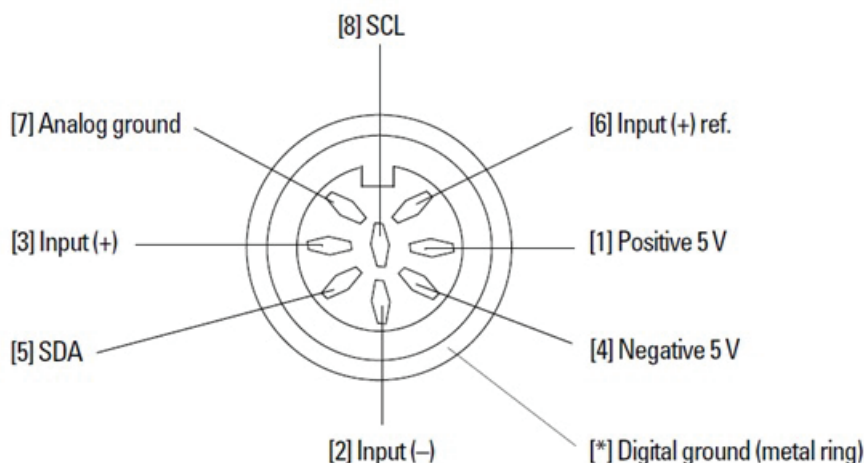 [8] SCL
[7] Analog ground
[6] Input (+) ref.
[3] Input (+)
[1] Positive 5 V
[5] SDA
[4] Negative 5 V
[2] Input (–)
[*] Digital ground (metal ring)